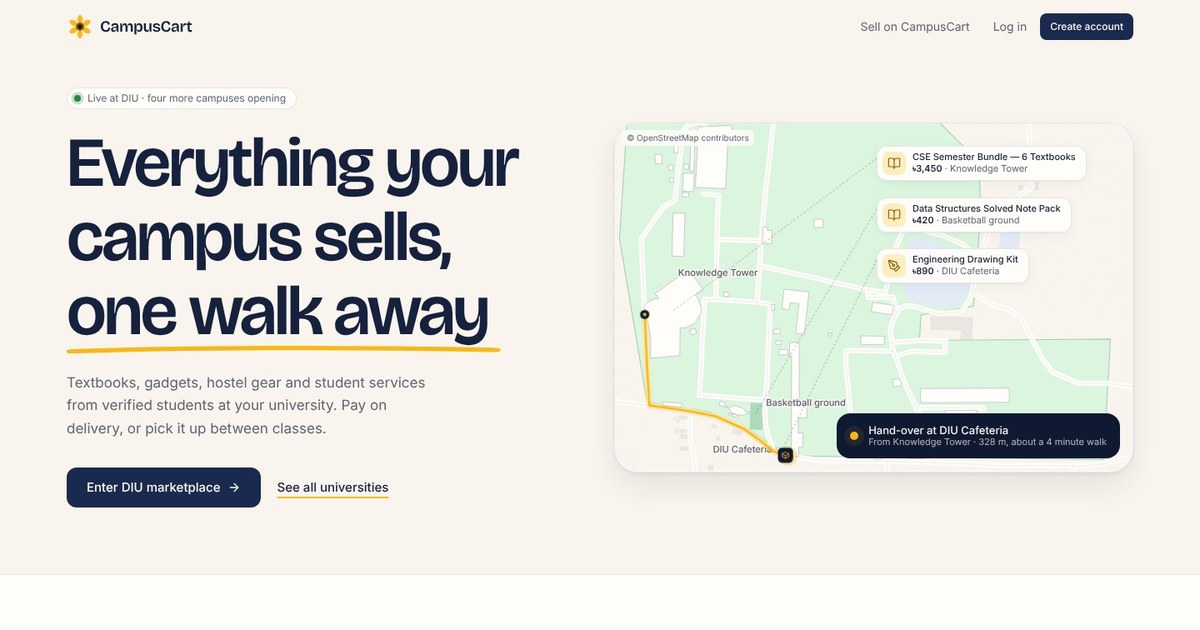 CampusCart
Sell on CampusCart
Log in
Create account
Live at DIU · four more campuses opening
Everything your
campus sells,
one walk away
Textbooks, gadgets, hostel gear and student services
from verified students at your university. Pay on
delivery, or pick it up between classes.
Enter DIU marketplace →
See all universities
© OpenStreetMap contributors
CSE Semester Bundle — 6 Textbooks
৳3,450 · Knowledge Tower
Data Structures Solved Note Pack
৳420 · Basketball ground
Engineering Drawing Kit
৳890 · DIU Cafeteria
Knowledge Tower
Basketball ground
DIU Cafeteria
Hand-over at DIU Cafeteria
From Knowledge Tower · 328 m, about a 4 minute walk